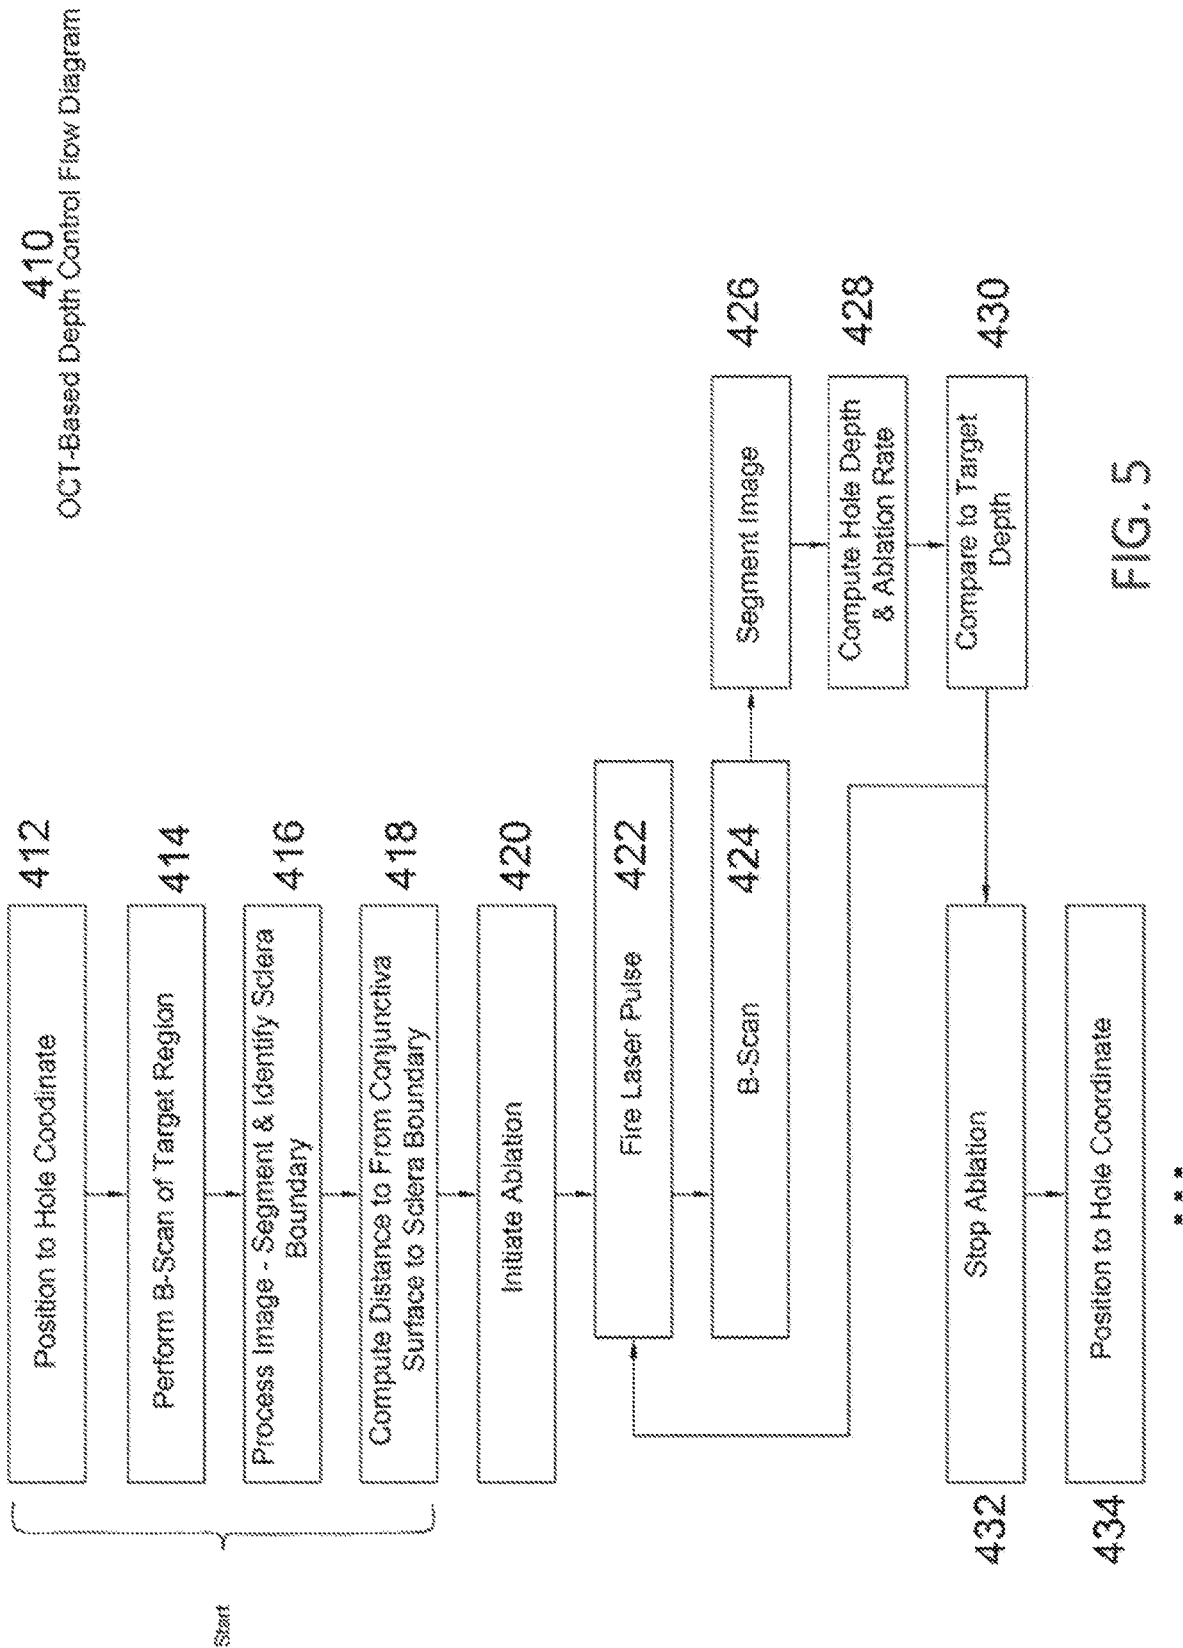 410
OCT-Based Depth Control Flow Diagram
Start
Position to Hole Coodinate
412
Perform B-Scan of Target Region
414
Process Image - Segment & Identify Sclera
Boundary
416
Compute Distance to From Conjunctiva
Surface to Sclera Boundary
418
Initiate Ablation
420
Fire Laser Pulse
422
B-Scan
424
Segment Image
426
Compute Hole Depth
& Ablation Rate
428
Compare to Target
Depth
430
432
Stop Ablation
434
Position to Hole Coordinate
...
FIG. 5